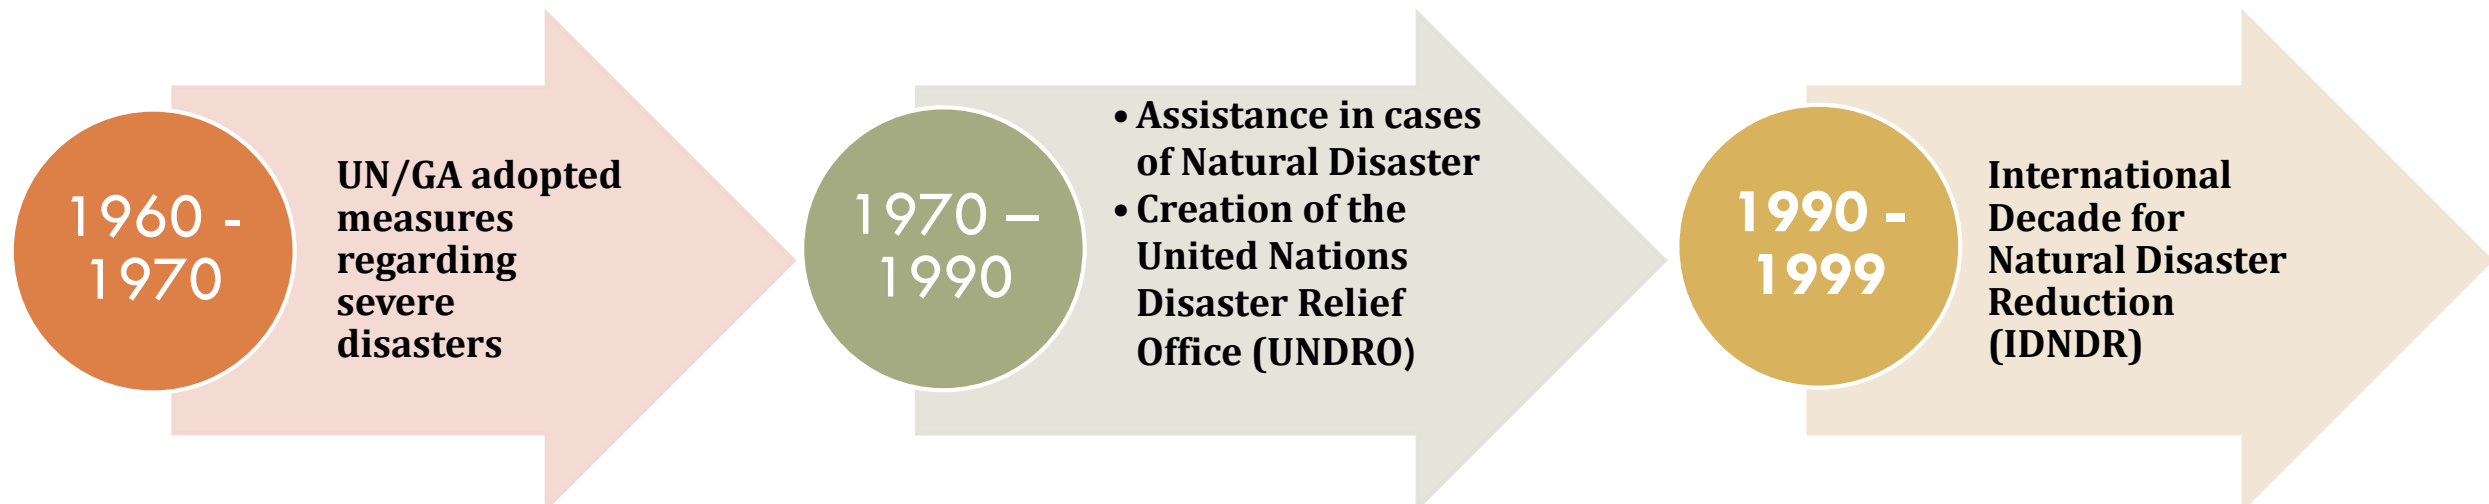 1960 -
1970
UN/GA adopted
measures
regarding
severe
disasters
1970 –
1990
• Assistance in cases
of Natural Disaster
• Creation of the
United Nations
Disaster Relief
Office (UNDRO)
1990 -
1999
International
Decade for
Natural Disaster
Reduction
(IDNDR)